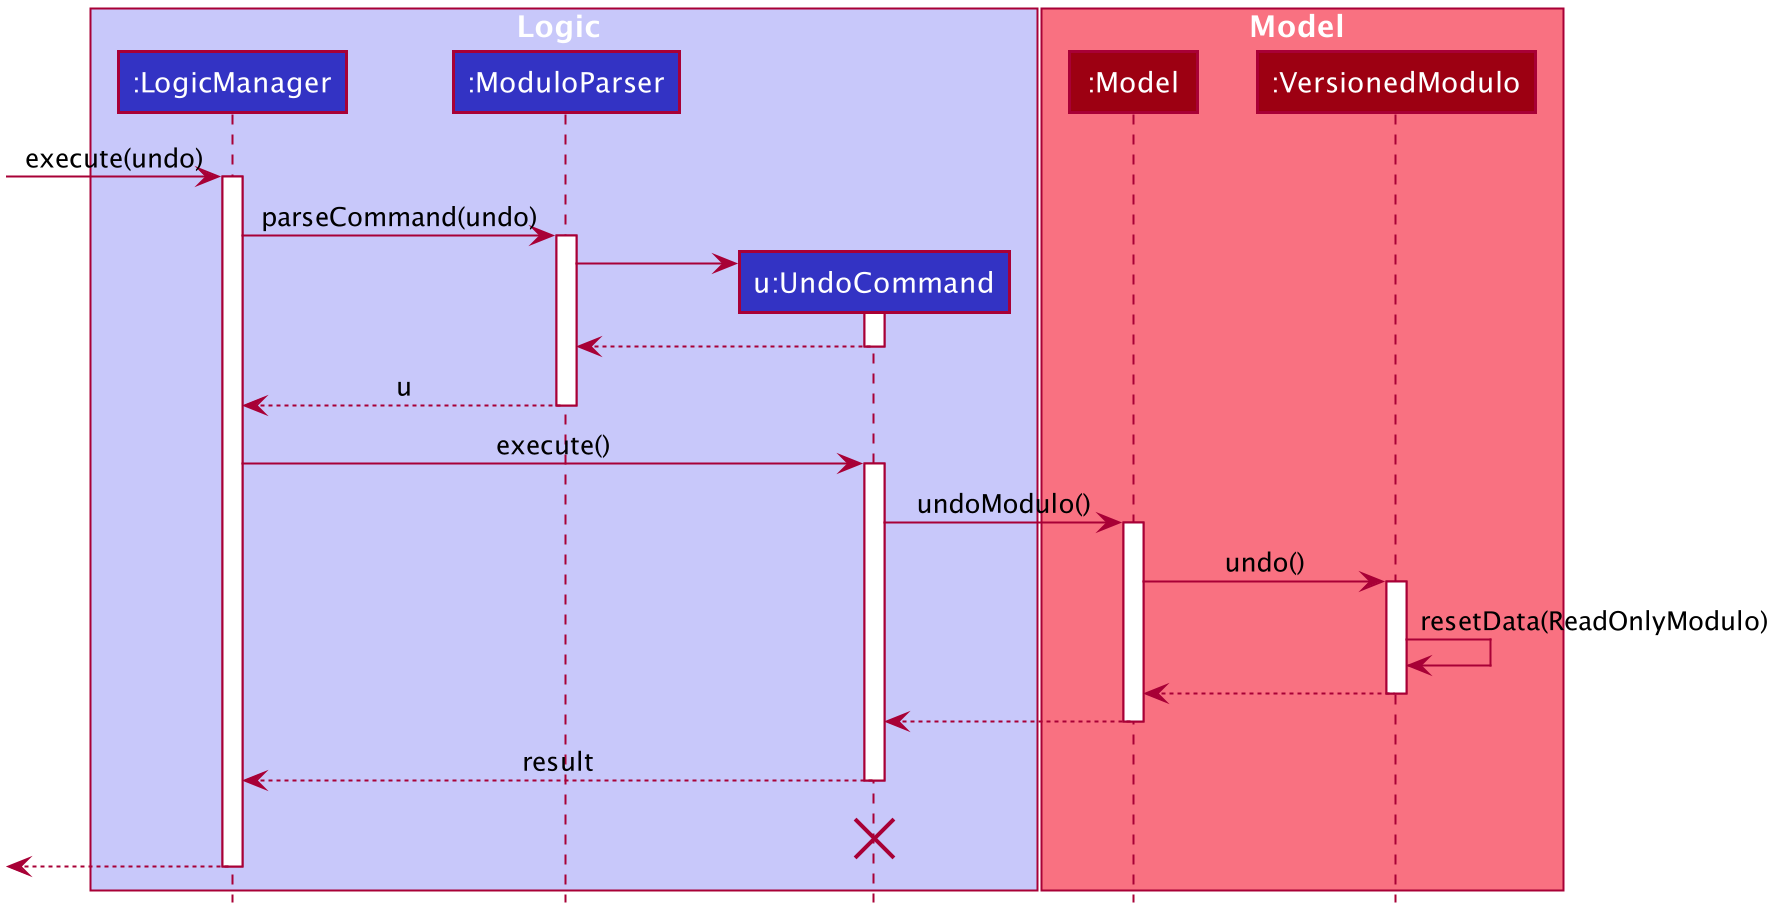 Logic
Model
:LogicManager
:ModuloParser
:Model
:VersionedModulo
execute(undo)
parseCommand(undo)
u:UndoCommand
u
execute()
undoModulo()
undo()
resetData(ReadOnlyModulo)
result